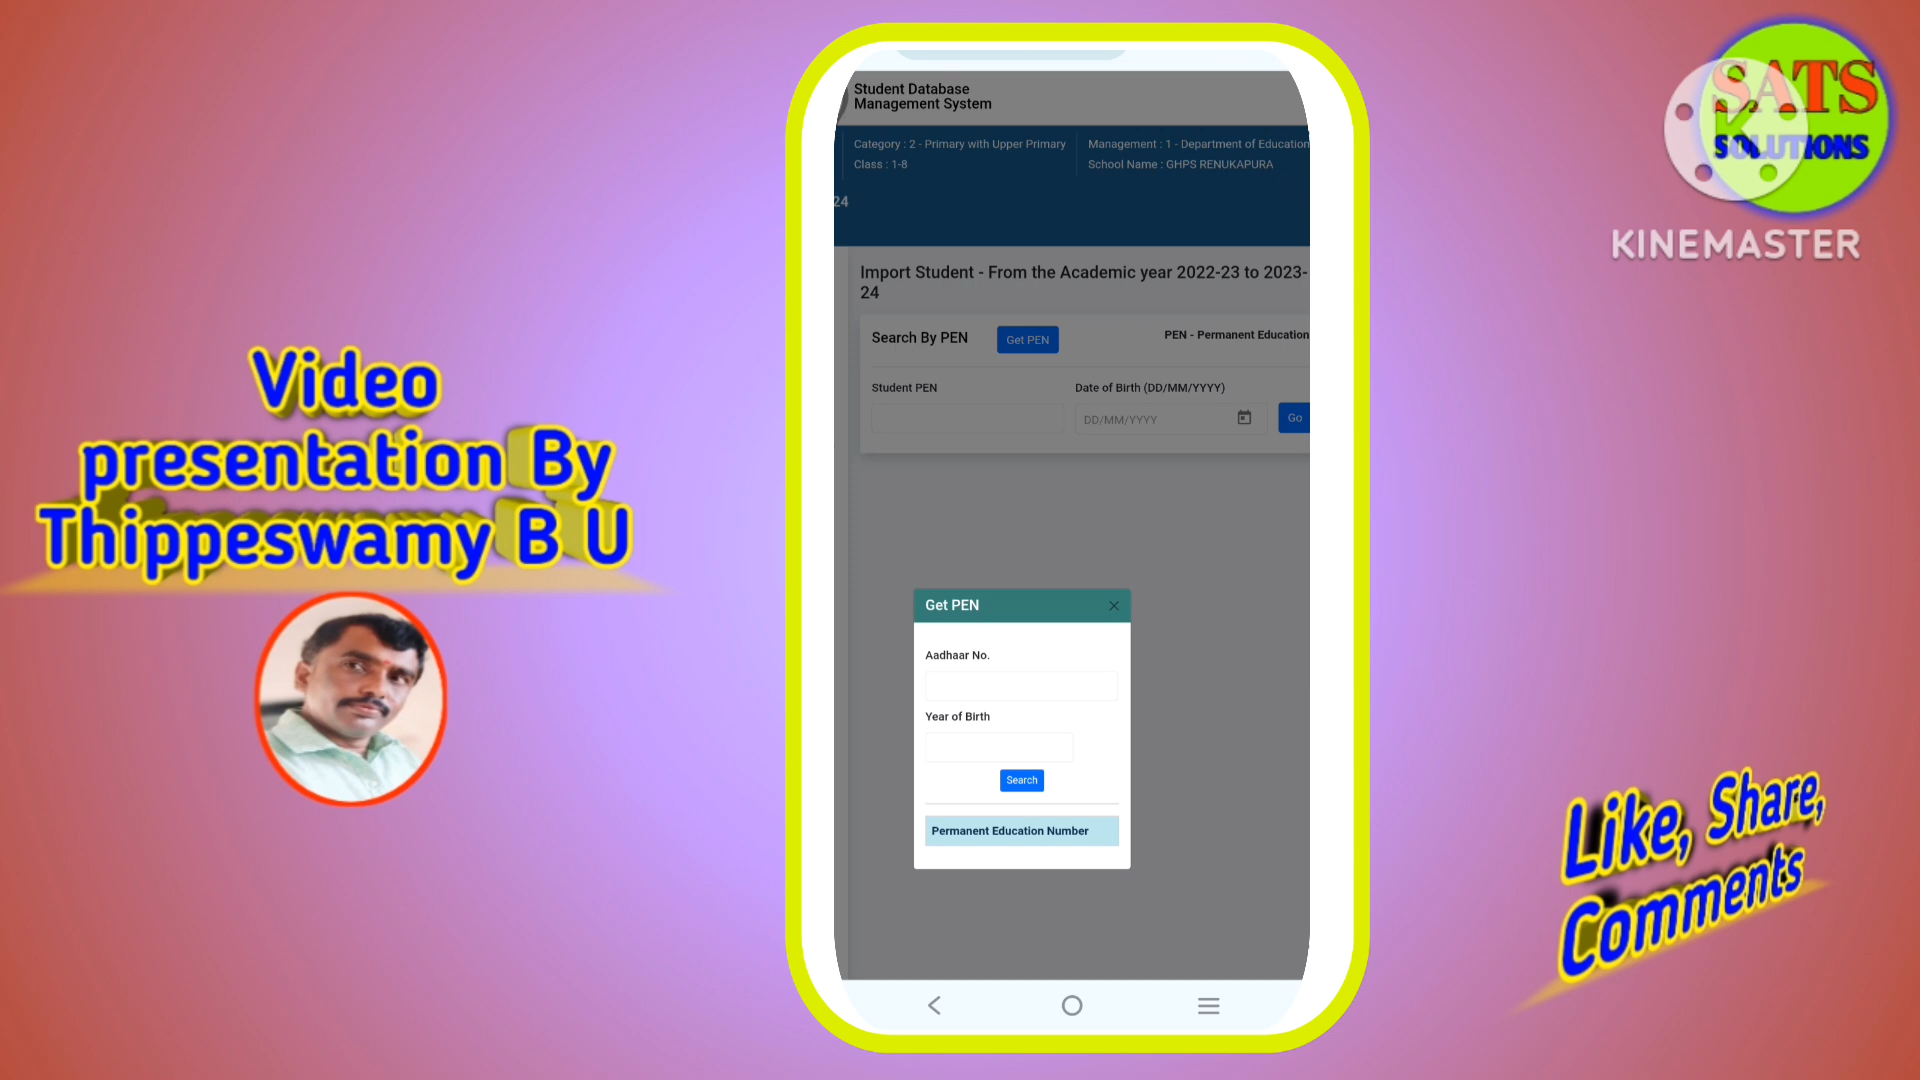 Video
presentation By
Thippeswamy B U
Student Database
Management System
Category : 2 - Primary with Upper Primary
Class : 1-8
Management : 1 - Department of Education
School Name : GHPS RENUKAPURA
24
Import Student - From the Academic year 2022-23 to 2023-
24
Search By PEN
Get PEN
PEN - Permanent Education
Student PEN
Date of Birth (DD/MM/YYYY)
DD/MM/YYYY
Go
Get PEN
Aadhaar No.
Year of Birth
Search
Permanent Education Number
SATS
SOLUTIONS
KINEMASTER
Like, Share,
Comments